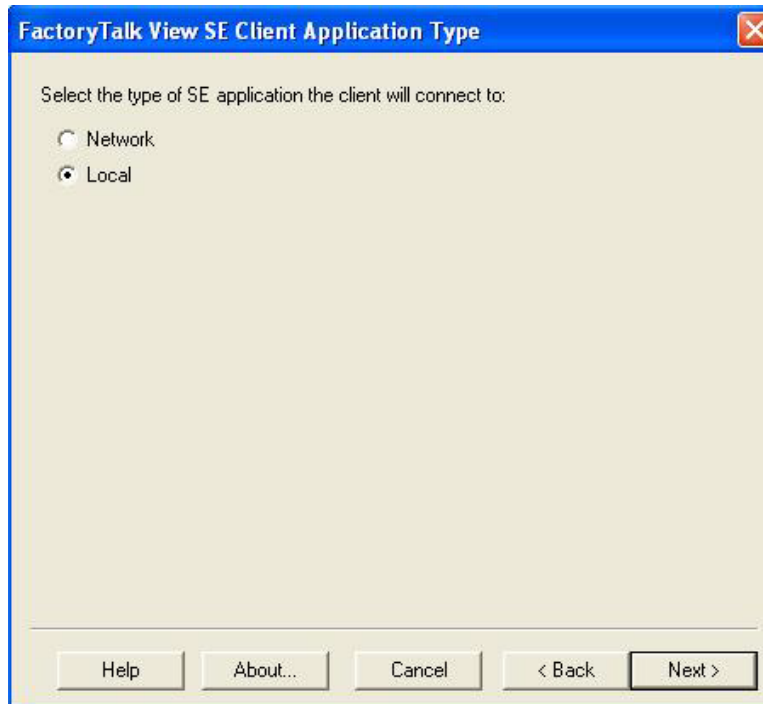 FactoryTalk View SE Client Application Type
Select the type of SE application the client will connect to:
Network
Local
Help About... Cancel < Back Next >